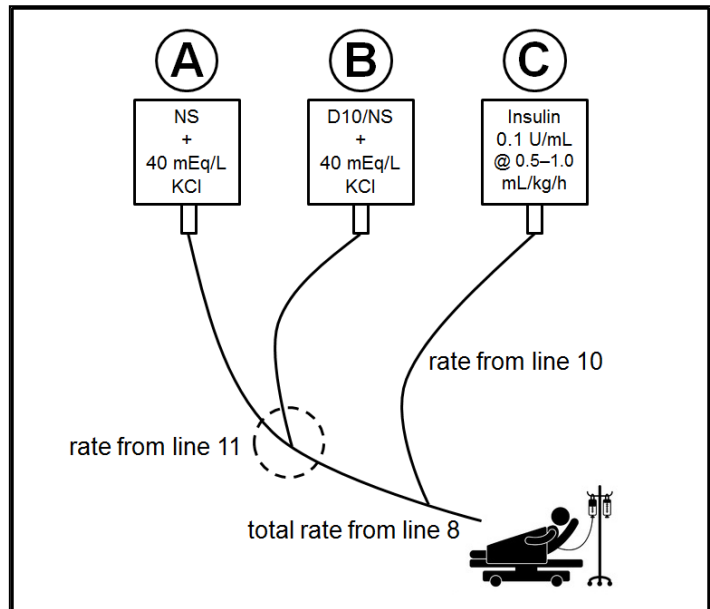 A
B
C
NS
+
40 mEq/L
KCl
D10/NS
+
40 mEq/L
KCl
Insulin
0.1 U/mL
@ 0.5–1.0
mL/kg/h
rate from line 10
rate from line 11
total rate from line 8